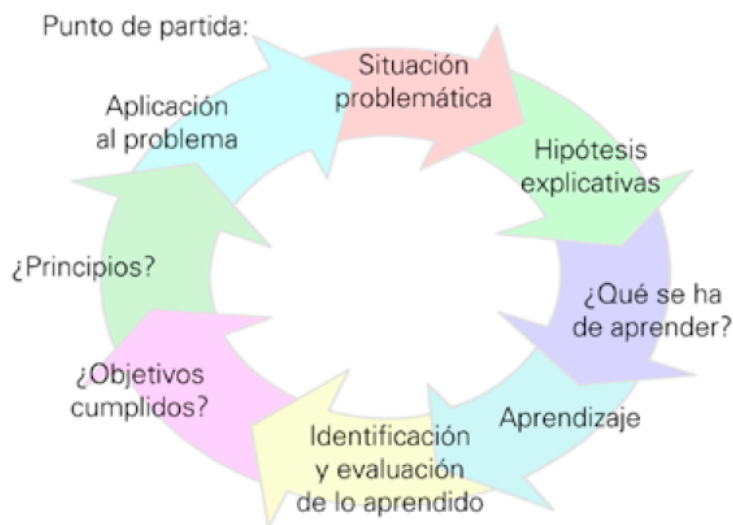 Punto de partida:
Situación
problemática
Hipótesis
explicativas
¿Qué se ha
de aprender?
Aprendizaje
Identificación
y evaluación
de lo aprendido
¿Objetivos
cumplidos?
¿Principios?
Aplicación
al problema